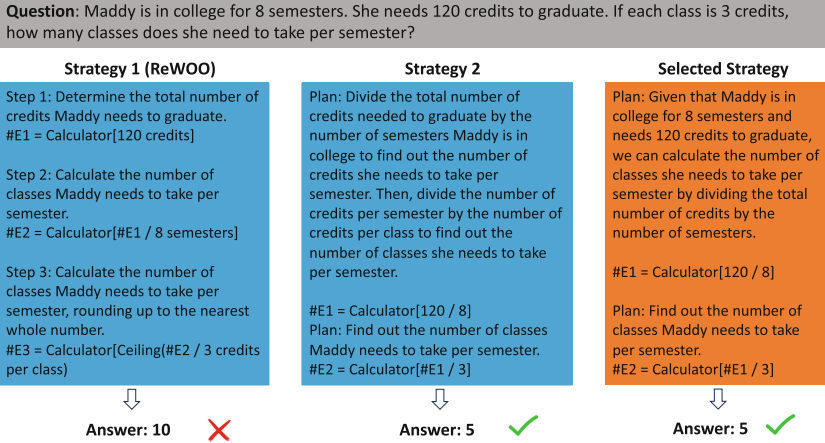 Question: Maddy is in college for 8 semesters. She needs 120 credits to graduate. If each class is 3 credits,
how many classes does she need to take per semester?
Strategy 1 (ReWOO)
Step 1: Determine the total number of
credits Maddy needs to graduate.
#E1 = Calculator[120 credits]
Step 2: Calculate the number of
classes Maddy needs to take per
semester.
#E2 = Calculator[#E1 / 8 semesters]
Step 3: Calculate the number of
classes Maddy needs to take per
semester, rounding up to the nearest
whole number.
#E3 = Calculator[Ceiling(#E2 / 3 credits
per class)
Answer: 10
Strategy 2
Plan: Divide the total number of
credits needed to graduate by the
number of semesters Maddy is in
college to find out the number of
credits she needs to take per
semester. Then, divide the number of
credits per semester by the number of
credits per class to find out the
number of classes she needs to take
per semester.
#E1 = Calculator[120 / 8]
Plan: Find out the number of classes
Maddy needs to take per semester.
#E2 = Calculator[#E1 / 3]
Answer: 5
Selected Strategy
Plan: Given that Maddy is in
college for 8 semesters and
needs 120 credits to graduate,
we can calculate the number of
classes she needs to take per
semester by dividing the total
number of credits by the
number of semesters.
#E1 = Calculator[120 / 8]
Plan: Find out the number of
classes Maddy needs to take
per semester.
#E2 = Calculator[#E1 / 3]
Answer: 5